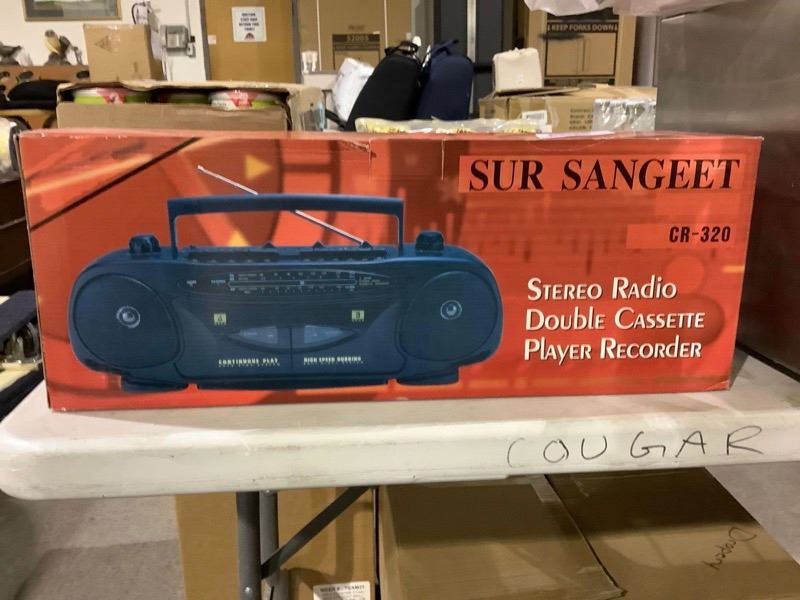 KEEP FORKS DOWN
SUR SANGEET
CR-320
STEREO RADIO
DOUBLE CASSETTE
PLAYER RECORDER
CONTINUOUS PLAY
HIGH SPEED DUBBING
COUGAR
Drapery